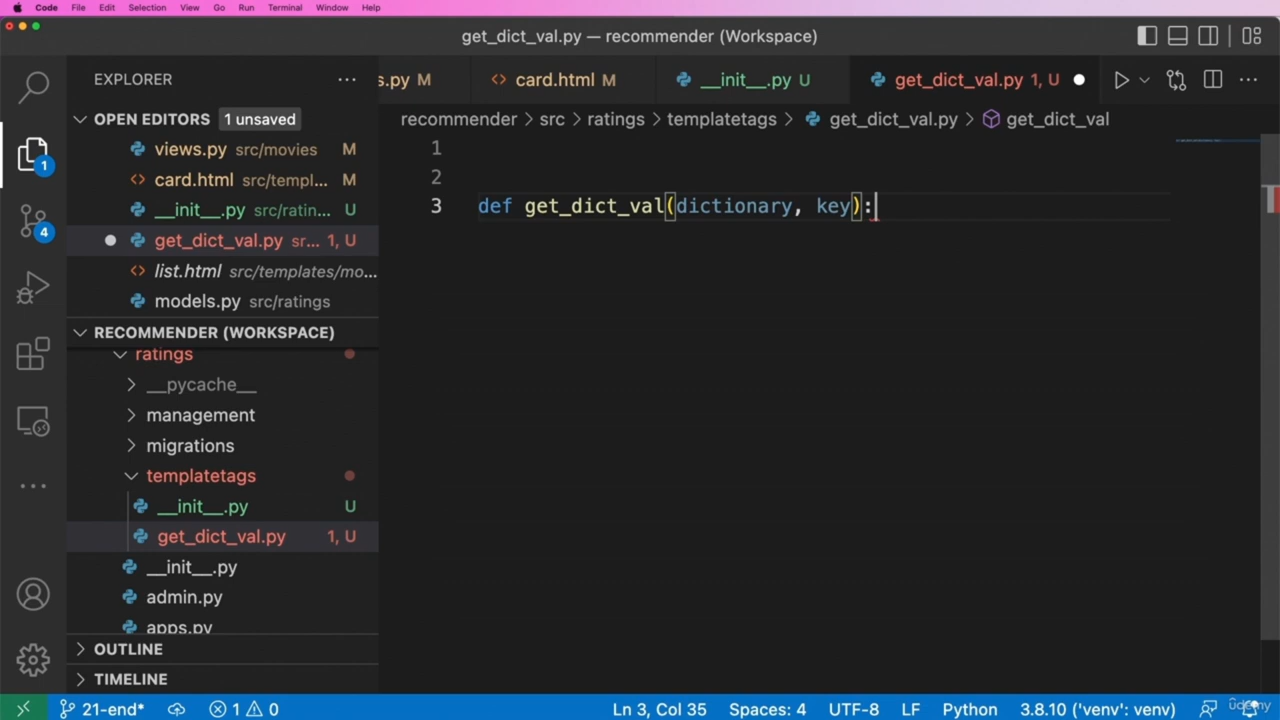 Code File Edit Selection View Go Run Terminal Window Help
get_dict_val.py — recommender (Workspace)
EXPLORER
s.py M card.html M __init__.py U get_dict_val.py 1, U
OPEN EDITORS 1 unsaved
recommender > src > ratings > templatetags > get_dict_val.py > get_dict_val
views.py src/movies M
card.html src/templ... M
__init__.py src/ratin... U
get_dict_val.py sr... 1, U
list.html src/templates/mo...
models.py src/ratings
1
2
3 def get_dict_val(dictionary, key):
RECOMMENDER (WORKSPACE)
ratings
__pycache__
management
migrations
templatetags
__init__.py U
get_dict_val.py 1, U
__init__.py
admin.py
apps.py
OUTLINE
TIMELINE
1
4
21-end* 1 0 Ln 3, Col 35 Spaces: 4 UTF-8 LF Python 3.8.10 ('venv': venv)
udemy